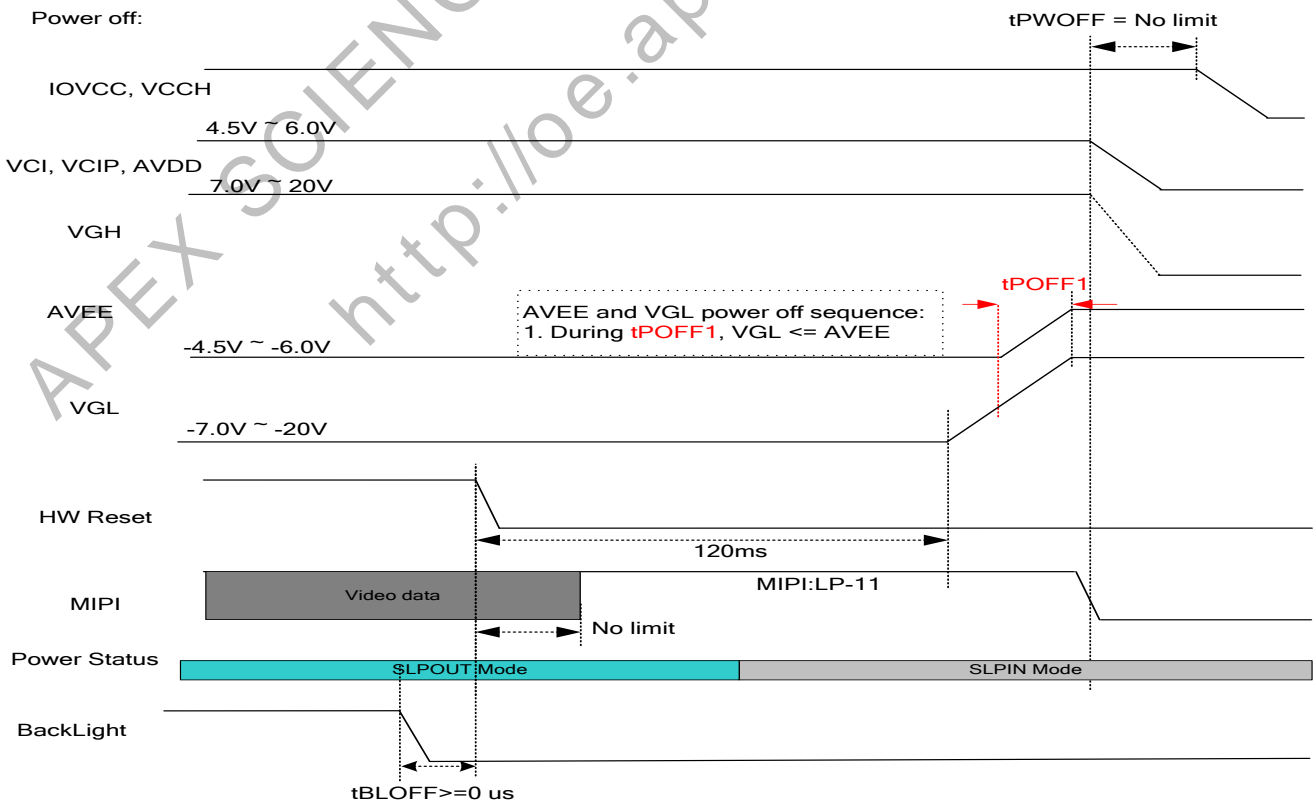 Power off:
tPWOFF = No limit
IOVCC, VCCH
4.5V ~ 6.0V
VCI, VCIP, AVDD
7.0V ~ 20V
VGH
tPOFF1
AVEE
AVEE and VGL power off sequence:
1. During tPOFF1, VGL <= AVEE
-4.5V ~ -6.0V
VGL
-7.0V ~ -20V
HW Reset
120ms
MIPI
Video data
MIPI:LP-11
No limit
Power Status
SLPOUT Mode
SLPIN Mode
BackLight
tBLOFF>=0 us
APEX SCIENC
http://oe.ap